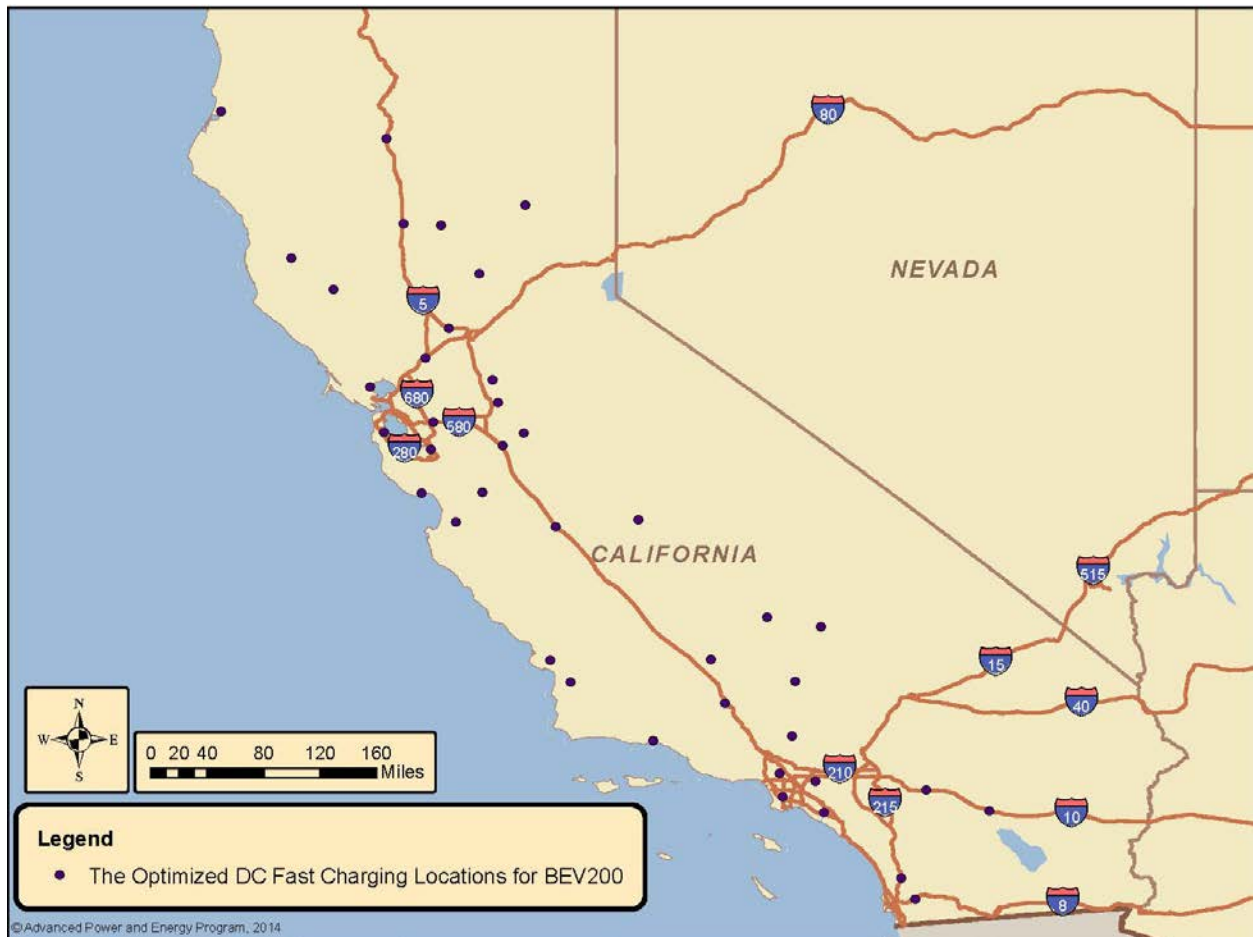 80
NEVADA
5
680
580
280
CALIFORNIA
515
15
40
N
W E
S
0 20 40 80 120 160
Miles
210
215
10
8
Legend
The Optimized DC Fast Charging Locations for BEV200
©Advanced Power and Energy Program, 2014